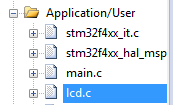 Application/User
stm32f4xx_it.c
stm32f4xx_hal_msp
main.c
lcd.c